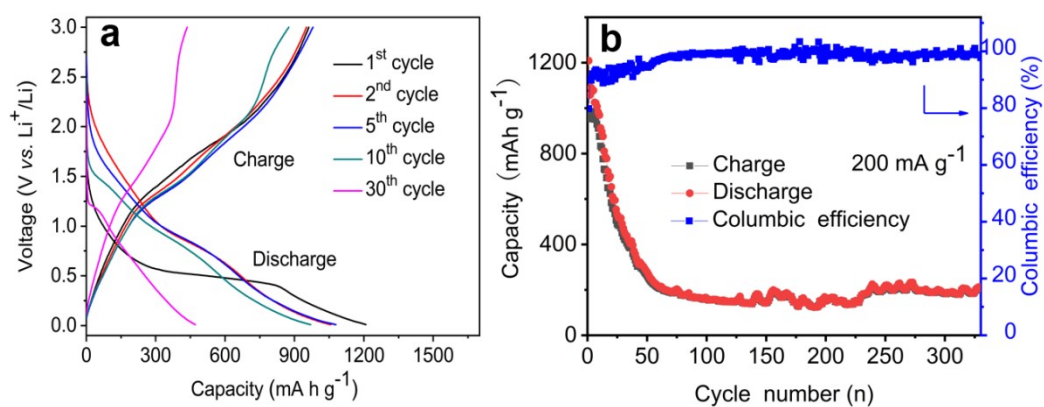 a
3.0
2.5
2.0
1.5
1.0
0.5
0.0
Voltage (V vs. Li⁺/Li)
1ˢᵗ cycle
2ⁿᵈ cycle
5ᵗʰ cycle
10ᵗʰ cycle
30ᵗʰ cycle
Charge
Discharge
0 300 600 900 1200 1500
Capacity (mA h g⁻¹)
b
1200
900
800
400
200
0
Capacity (mAh g⁻¹)
Charge 200 mA g⁻¹
Discharge
Columbic efficiency
100
80
60
40
20
0
Columbic efficiency (%)
0 50 100 150 200 250 300
Cycle number (n)